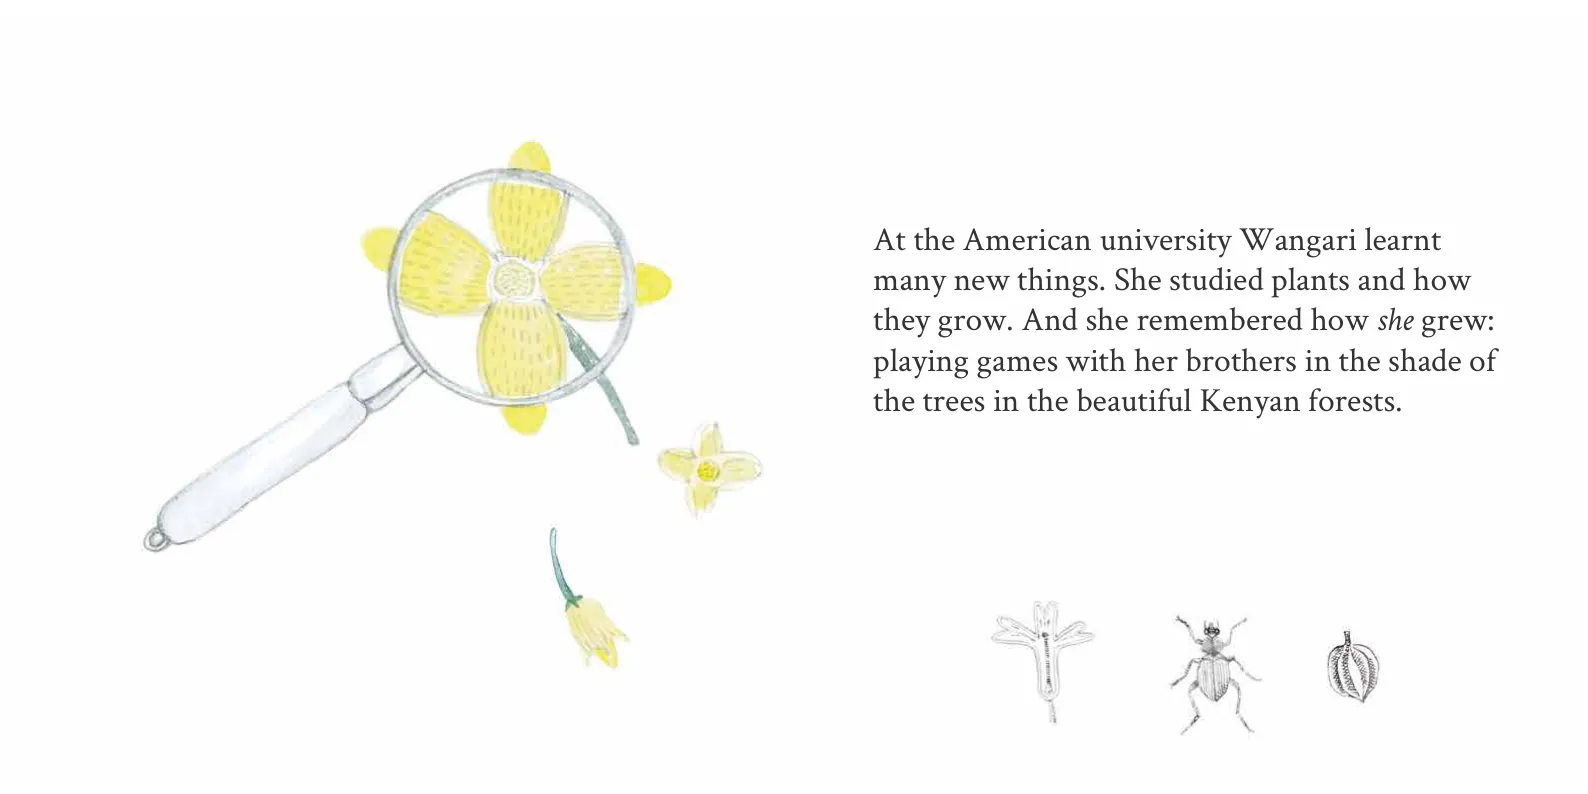 At the American university Wangari learnt
many new things. She studied plants and how
they grow. And she remembered how she grew:
playing games with her brothers in the shade of
the trees in the beautiful Kenyan forests.